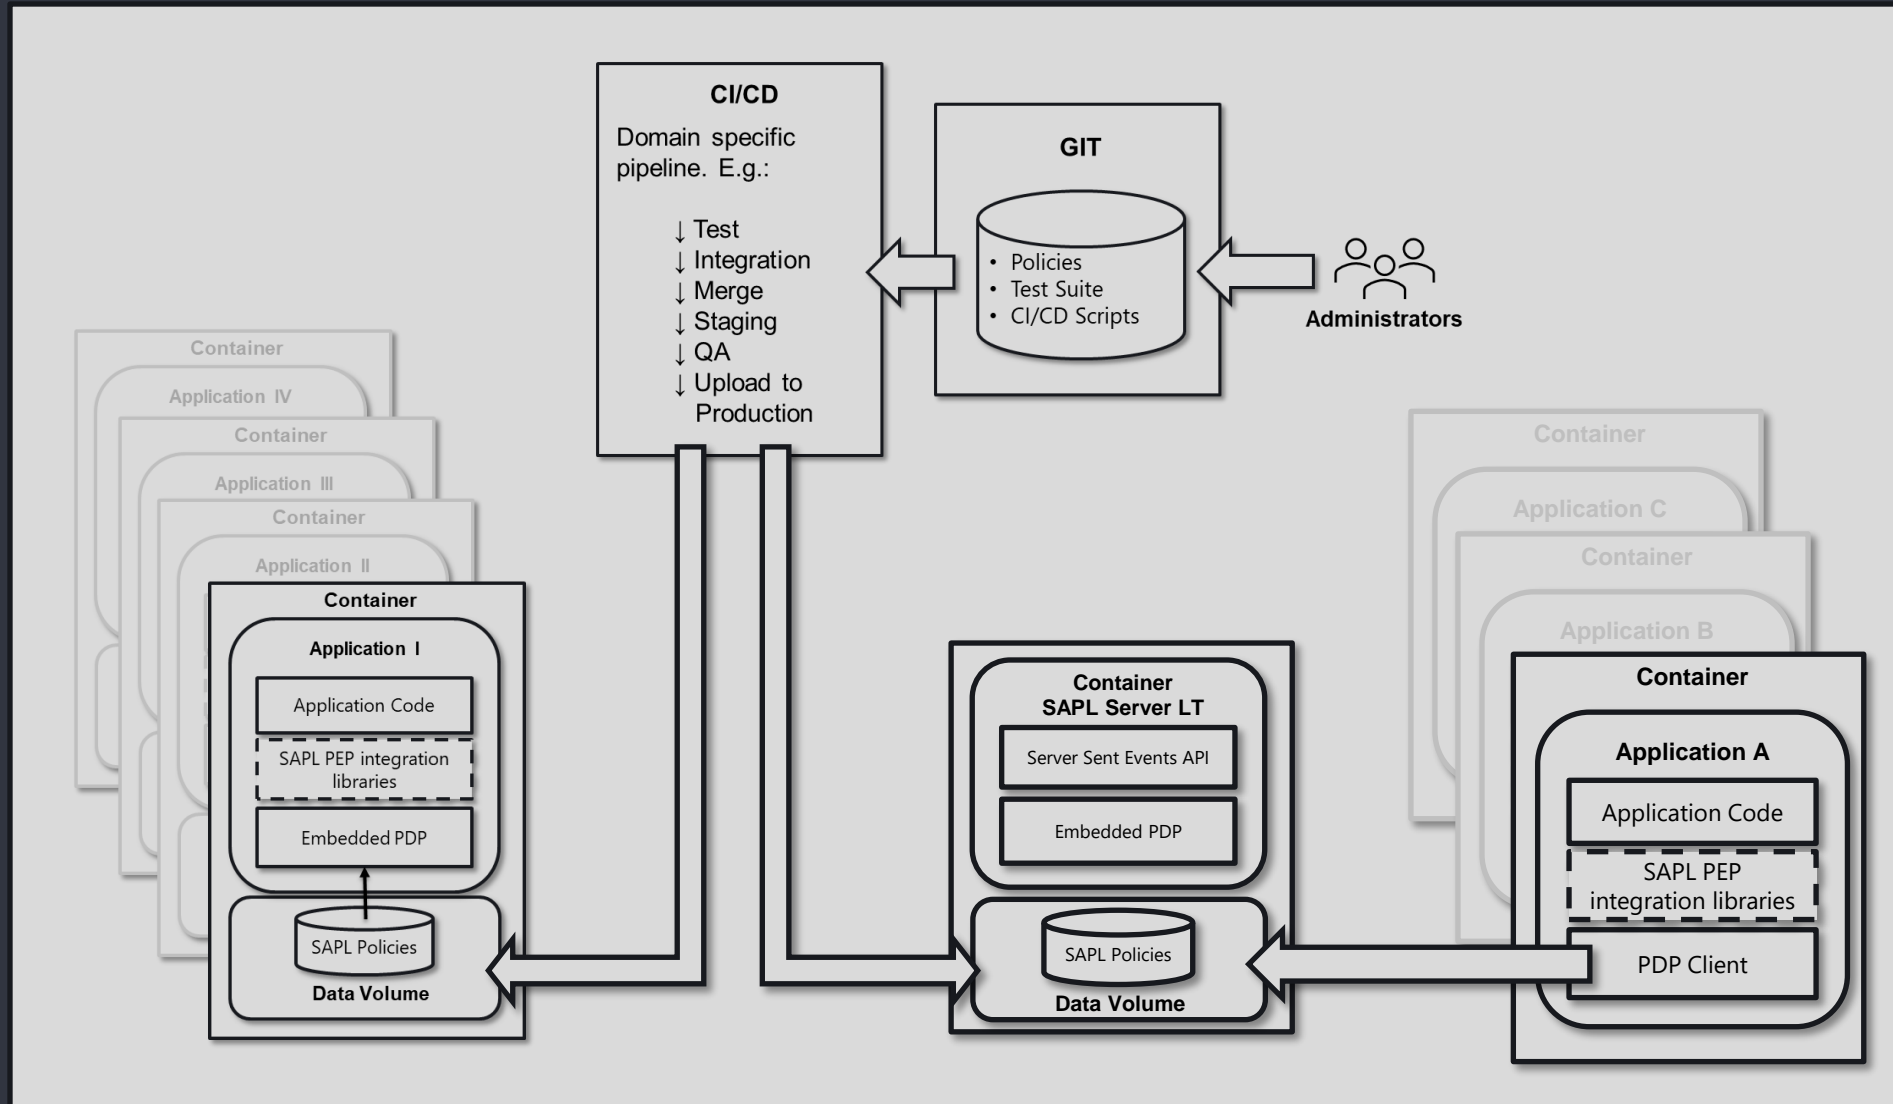 CI/CD
Domain specific
pipeline. E.g.:
↓ Test
↓ Integration
↓ Merge
↓ Staging
↓ QA
↓ Upload to
Production
GIT
• Policies
• Test Suite
• CI/CD Scripts
Administrators
Container
Application IV
Container
Application III
Container
Application II
Container
Application I
Application Code
SAPL PEP integration
libraries
Embedded PDP
SAPL Policies
Data Volume
Container
SAPL Server LT
Server Sent Events API
Embedded PDP
SAPL Policies
Data Volume
Container
Application C
Container
Application B
Container
Application A
Application Code
SAPL PEP
integration libraries
PDP Client